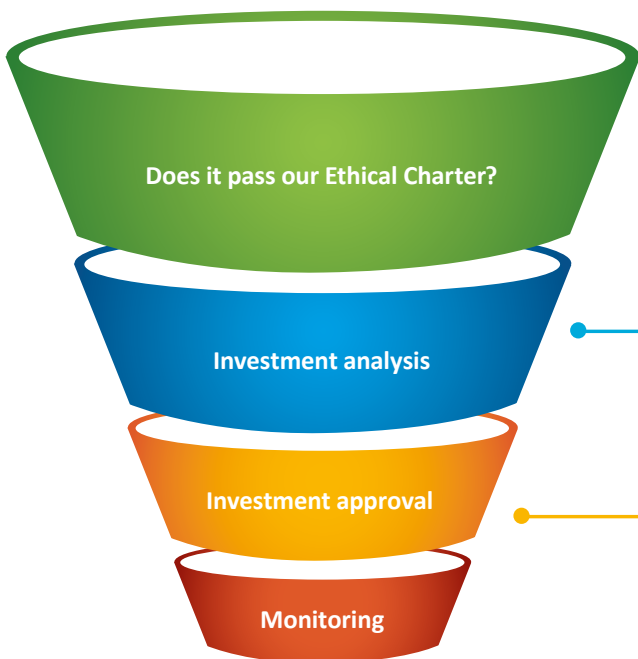 Does it pass our Ethical Charter?
Investment analysis
Investment approval
Monitoring